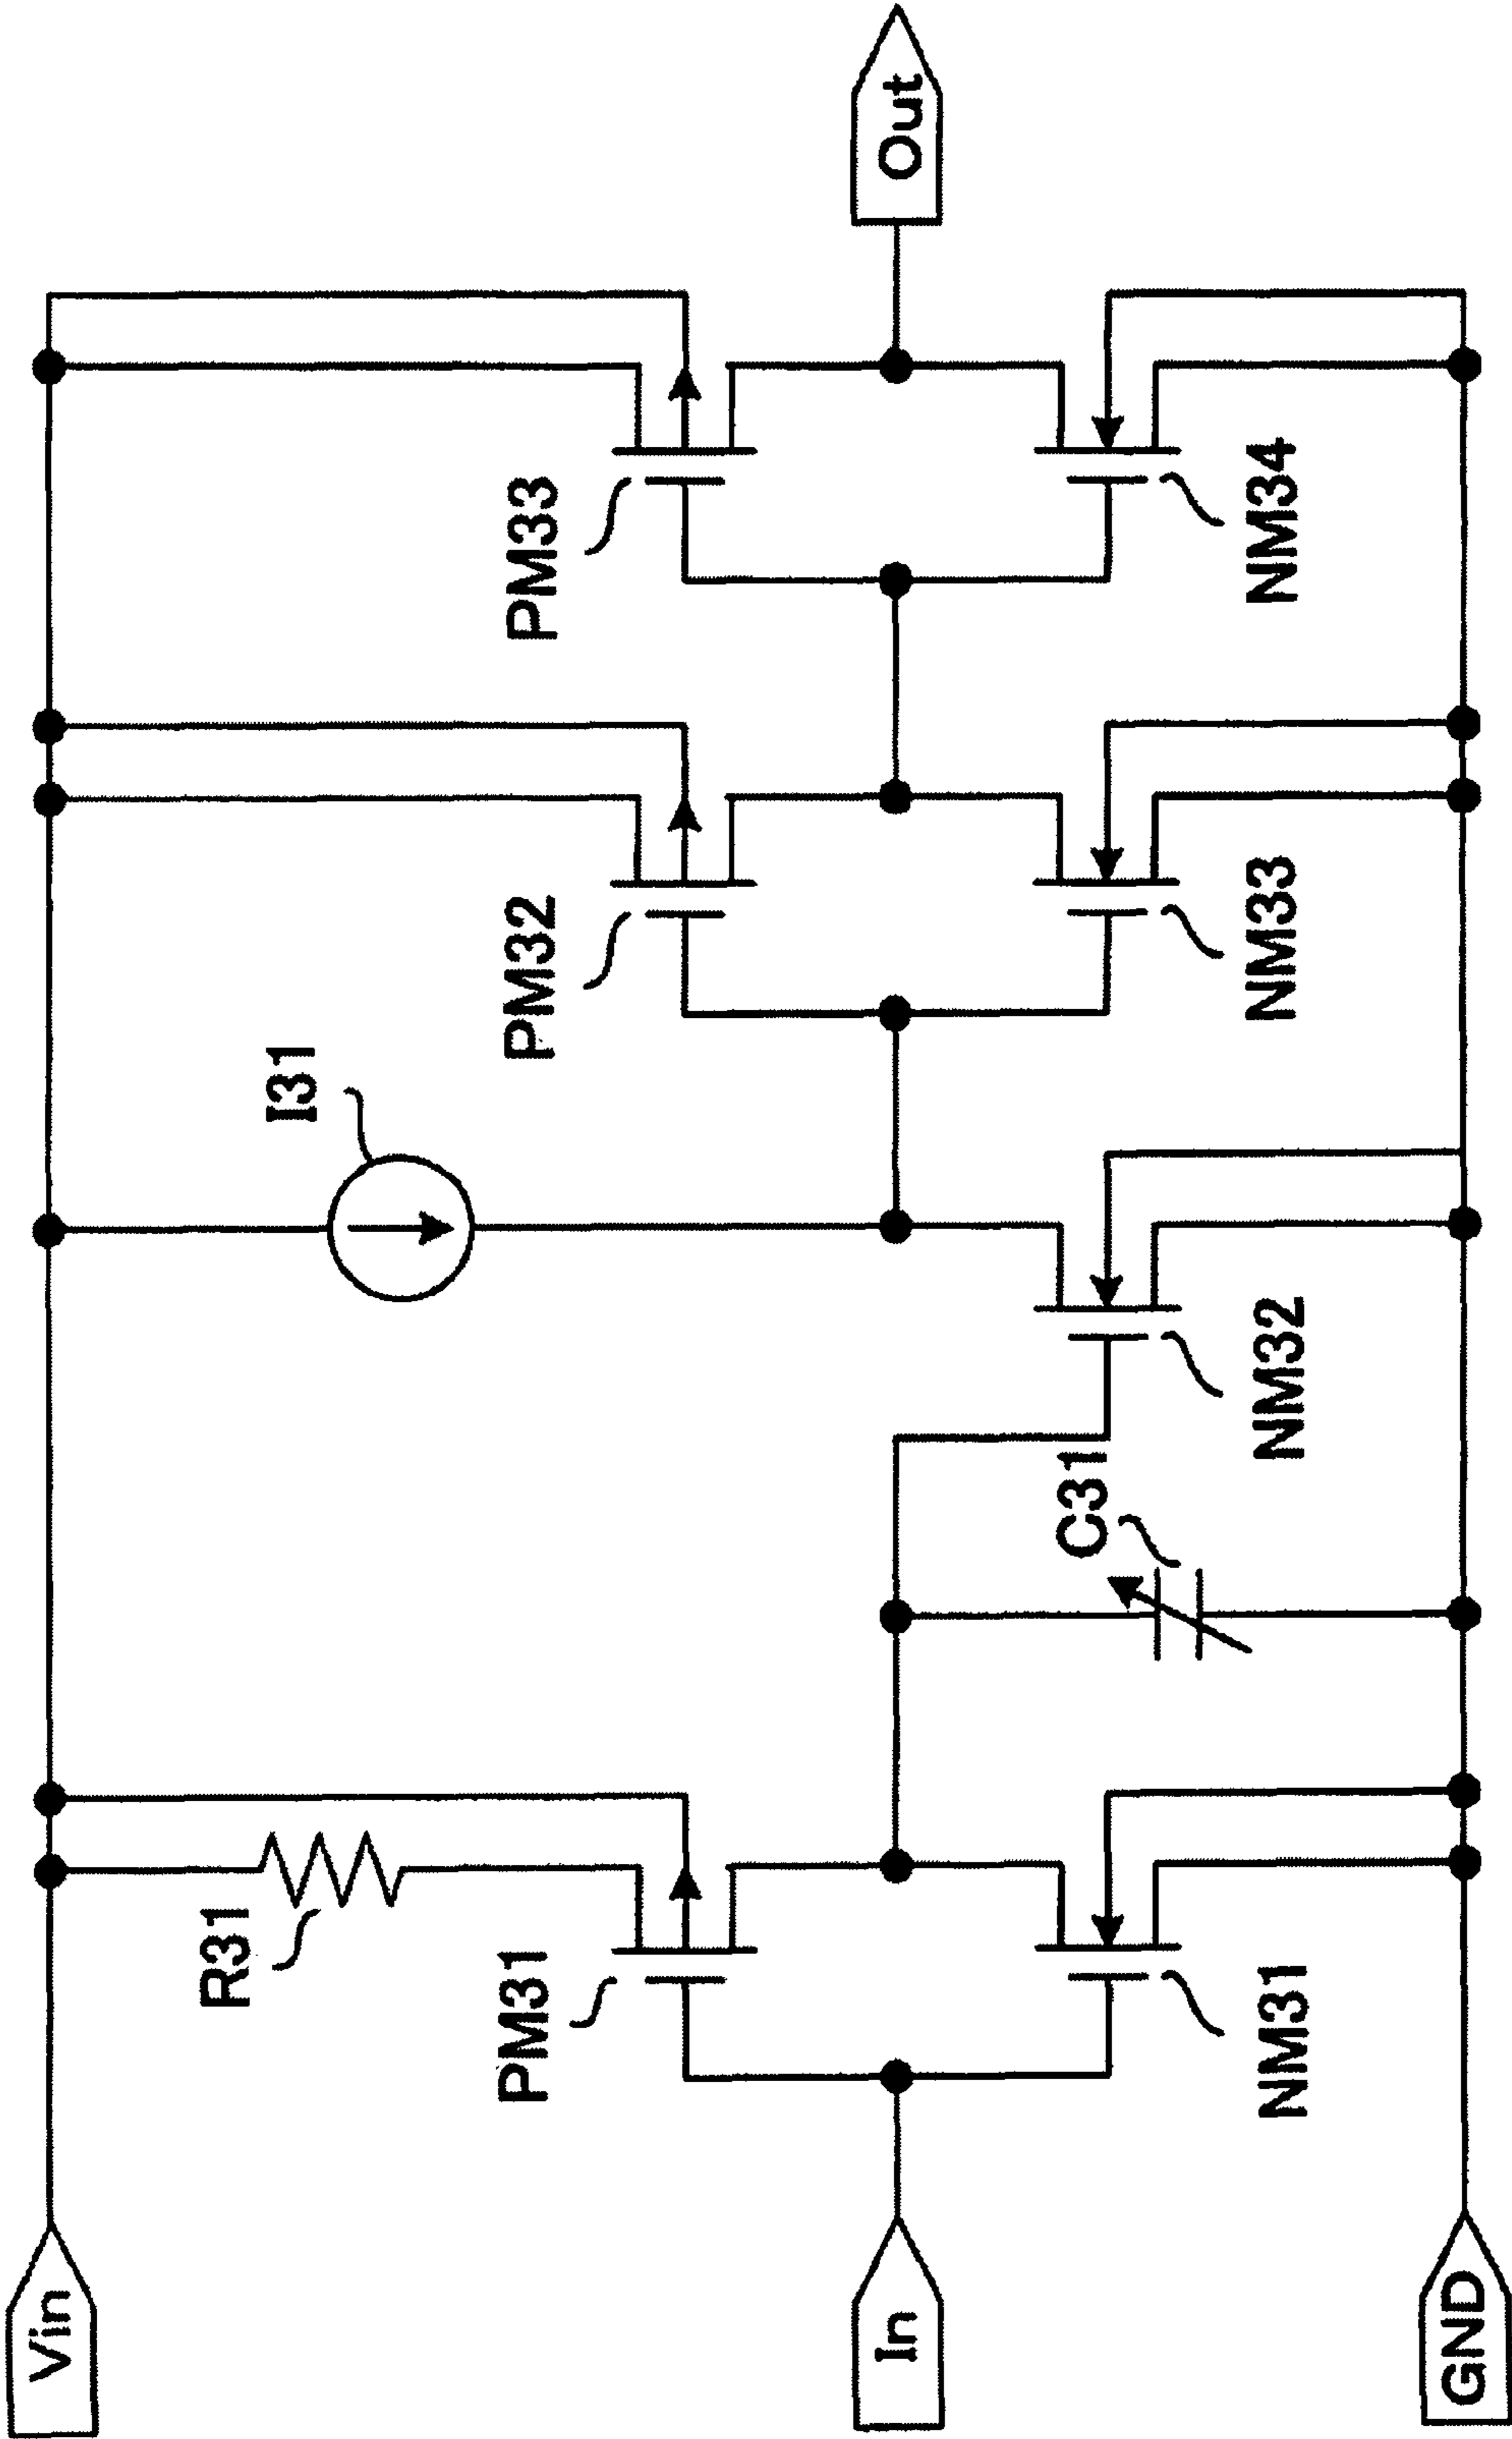 Vin
In
GND
R31
PM31
NM31
C31
NM32
I31
PM32
NM33
PM33
NM34
Out